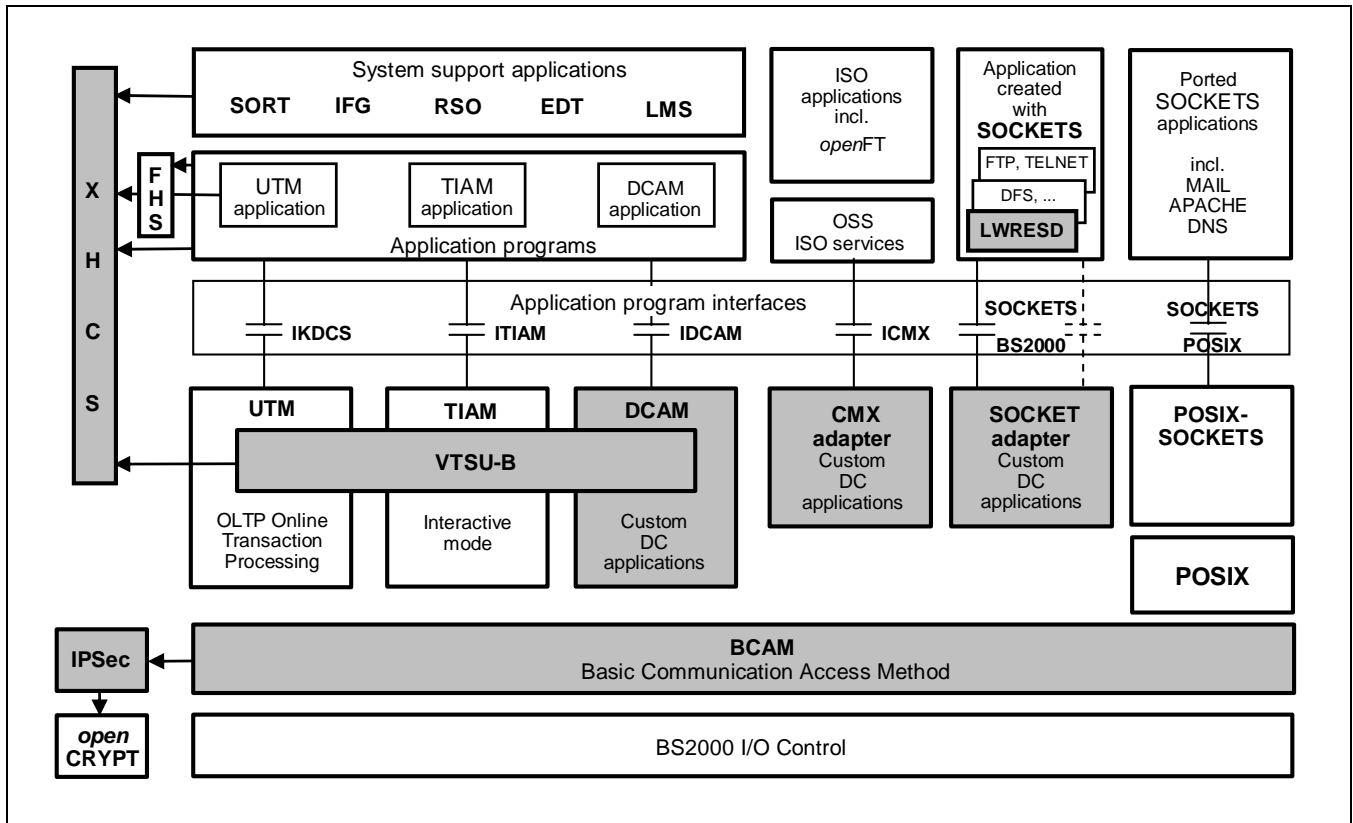 System support applications
SORT IFG RSO EDT LMS
ISO
applications
incl.
openFT
Application
created
with
SOCKETS
FTP, TELNET
DFS, ...
LWRESD
Ported
SOCKETS
applications
incl.
MAIL
APACHE
DNS
X
H
C
S
F
H
S
UTM
application
TIAM
application
DCAM
application
Application programs
OSS
ISO services
Application program interfaces
IKDCS
ITIAM
IDCAM
ICMX
SOCKETS
BS2000
SOCKETS
POSIX
UTM
TIAM
DCAM
VTSU-B
OLTP Online
Transaction
Processing
Interactive
mode
Custom
DC
applications
CMX
adapter
Custom
DC
applications
SOCKET
adapter
Custom
DC
applications
POSIX-
SOCKETS
POSIX
IPSec
BCAM
Basic Communication Access Method
open
CRYPT
BS2000 I/O Control